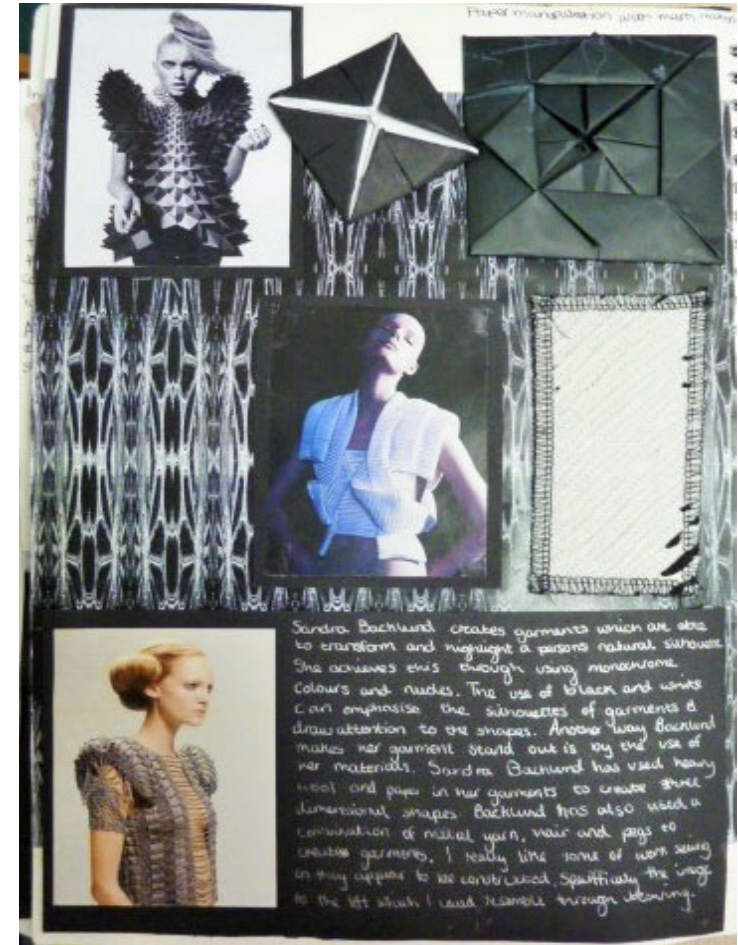 Paper manipulation with mark making
Sandra Backlund creates garments which are able
to transform and highlight a persons natural silhouette
She achieves this through using monochrome
Colours and nudes. The use of black and white
can emphasise the silhouettes of garments &
draw attention to the shapes. Another way Backlund
makes her garment stand out is by the use of
her materials. Sandra Backlund has used heavy
wool and paper in her garments to create three
dimensional shapes Backlund has also used a
combination of metal yarn, hair and pegs to
garments. I really like some of work seeing
as they appear to be constructed, specifically the image
to the left which I could resemble through weaving.